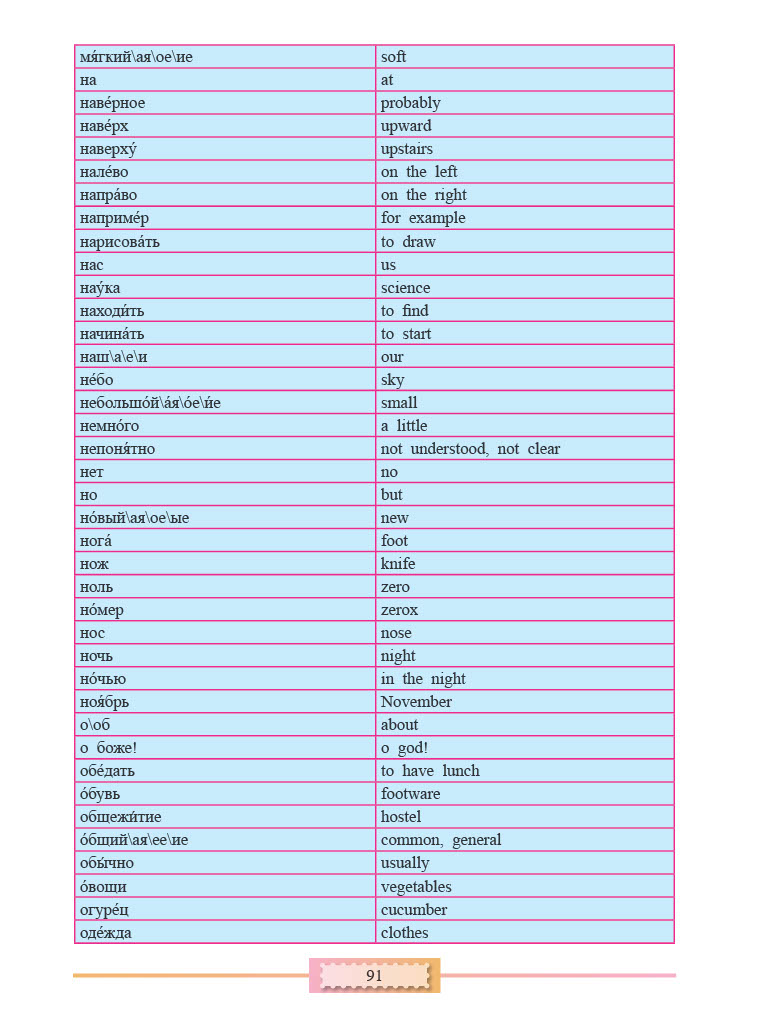 мя́гкий\ая\ое\ие soft
на at
наве́рное probably
наве́рх upward
наверху́ upstairs
нале́во on the left
напра́во on the right
наприме́р for example
нарисова́ть to draw
нас us
нау́ка science
находи́ть to find
начина́ть to start
наш\а\е\и our
не́бо sky
небольшо́й\а́я\о́е\и́е small
немно́го a little
непоня́тно not understood, not clear
нет no
но but
но́вый\ая\ое\ые new
нога́ foot
нож knife
ноль zero
но́мер zerox
нос nose
ночь night
но́чью in the night
ноя́брь November
о\об about
о боже! o god!
обе́дать to have lunch
о́бувь footware
общежи́тие hostel
о́бщий\ая\ее\ие common, general
обы́чно usually
о́вощи vegetables
огуре́ц cucumber
оде́жда clothes
91